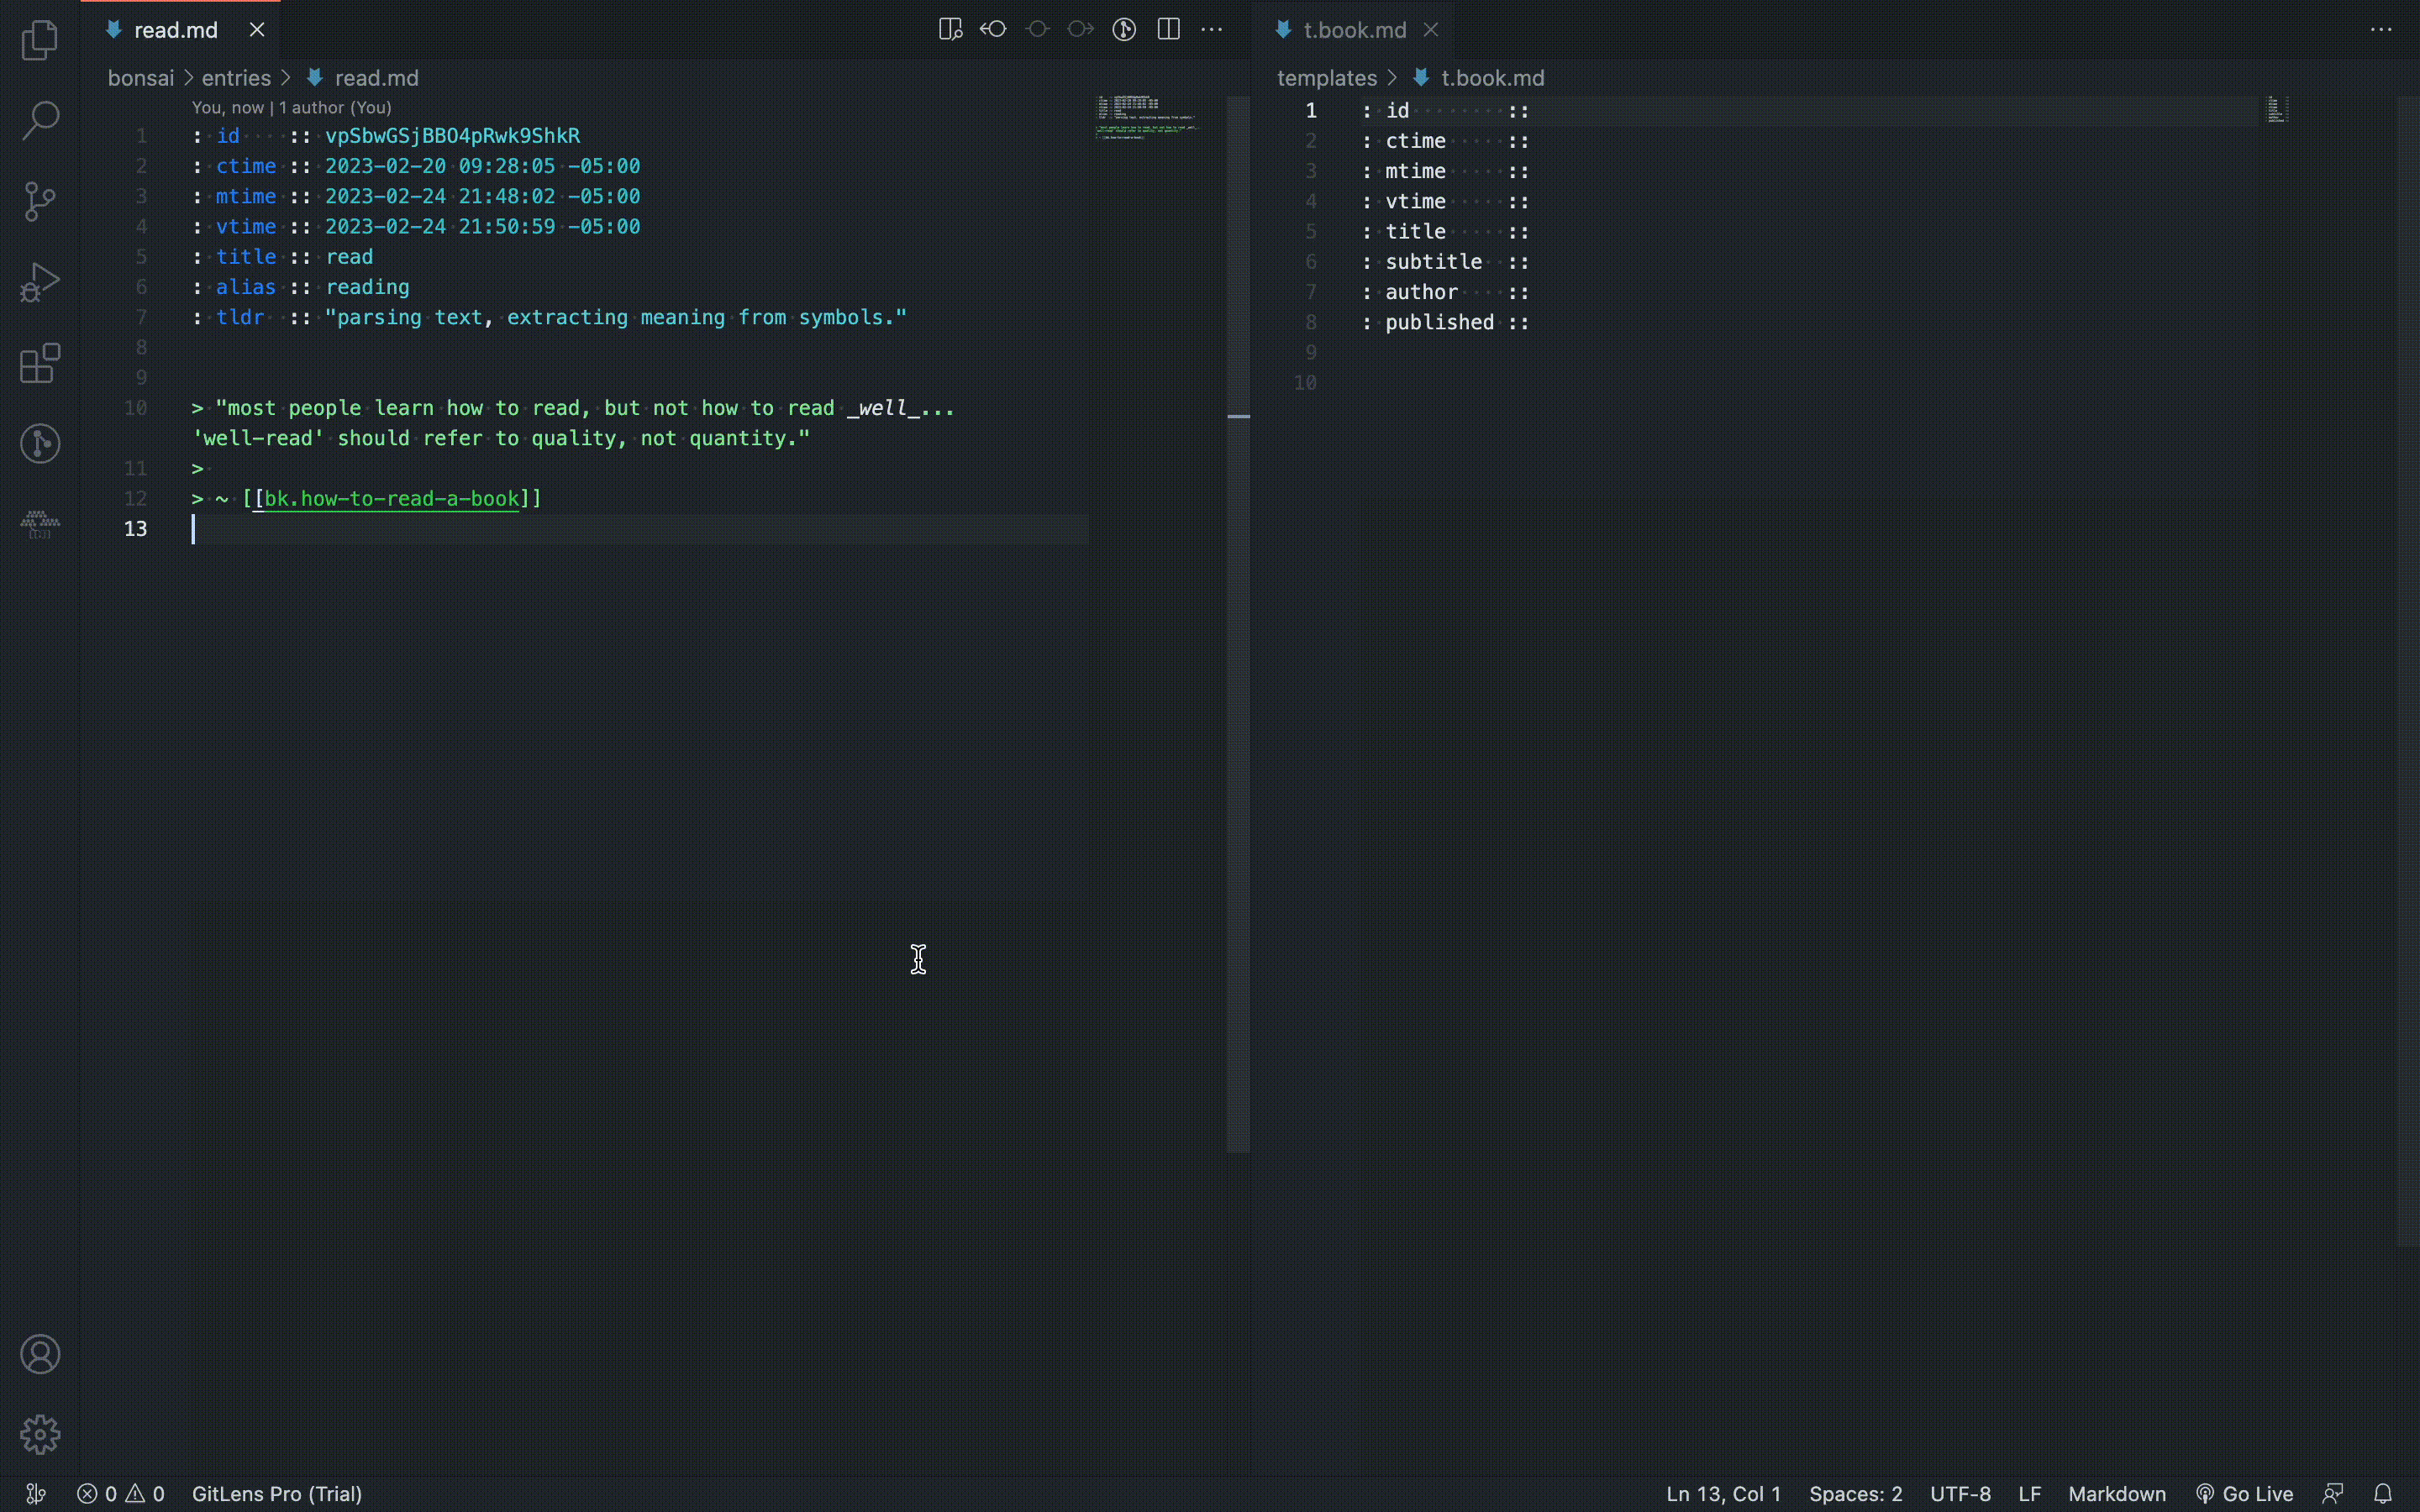 read.md
t.book.md
bonsai > entries > read.md
templates > t.book.md
You, now | 1 author (You)
1 : id :: vpSbwGSjBBO4pRwk9ShkR
2 : ctime :: 2023-02-20 09:28:05 -05:00
3 : mtime :: 2023-02-24 21:48:02 -05:00
4 : vtime :: 2023-02-24 21:50:59 -05:00
5 : title :: read
6 : alias :: reading
7 : tldr :: "parsing text, extracting meaning from symbols."
8
9
10 > "most people learn how to read, but not how to read _well_...
'well-read' should refer to quality, not quantity."
11 >
12 > ~ [[bk.how-to-read-a-book]]
13
1 : id ::
2 : ctime ::
3 : mtime ::
4 : vtime ::
5 : title ::
6 : subtitle ::
7 : author ::
8 : published ::
9
10
0 0 GitLens Pro (Trial)
Ln 13, Col 1 Spaces: 2 UTF-8 LF Markdown Go Live